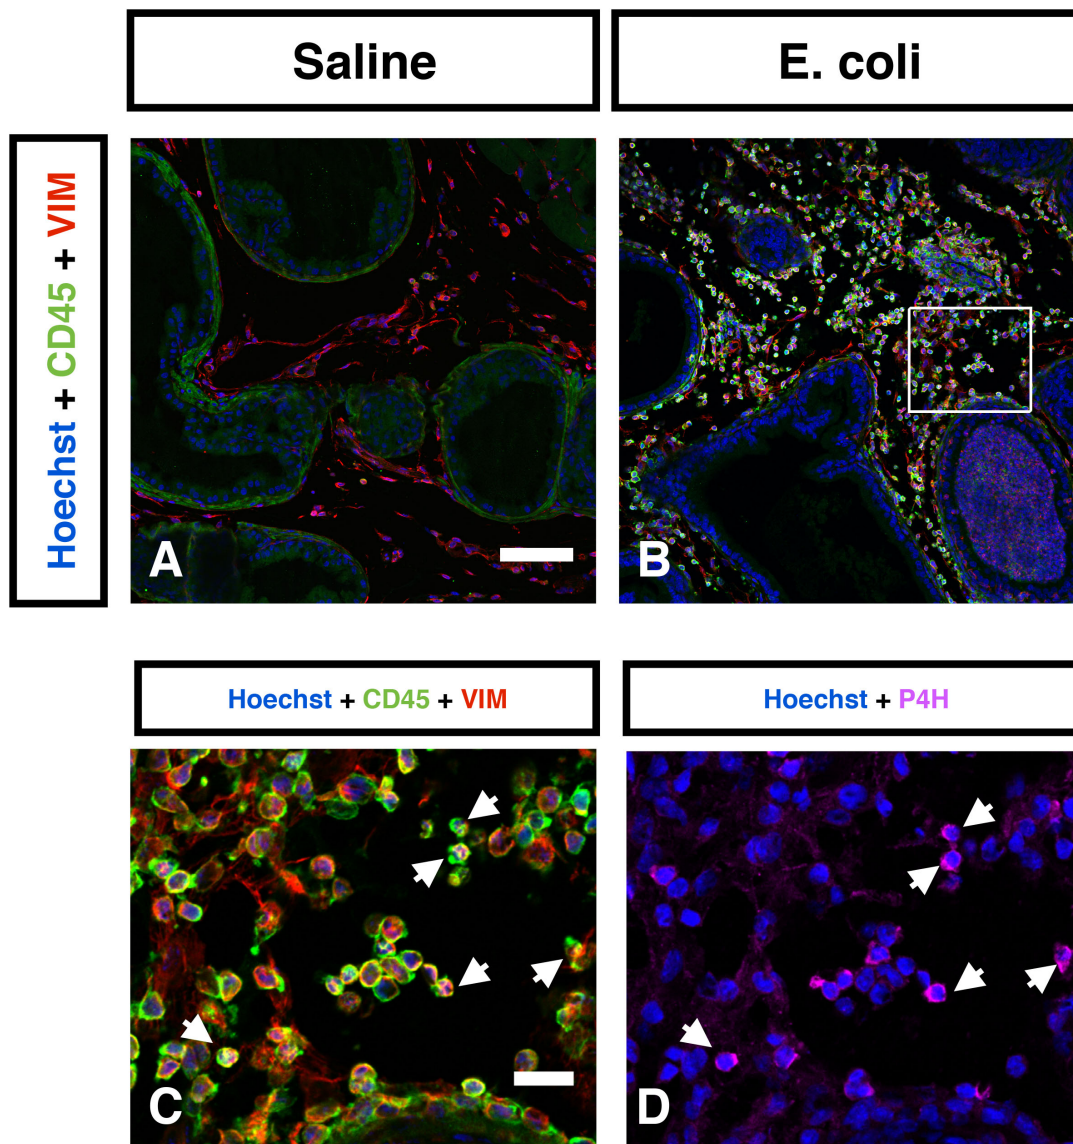 Saline
E. coli
Hoechst + CD45 + VIM
A
B
Hoechst + CD45 + VIM
Hoechst + P4H
C
D